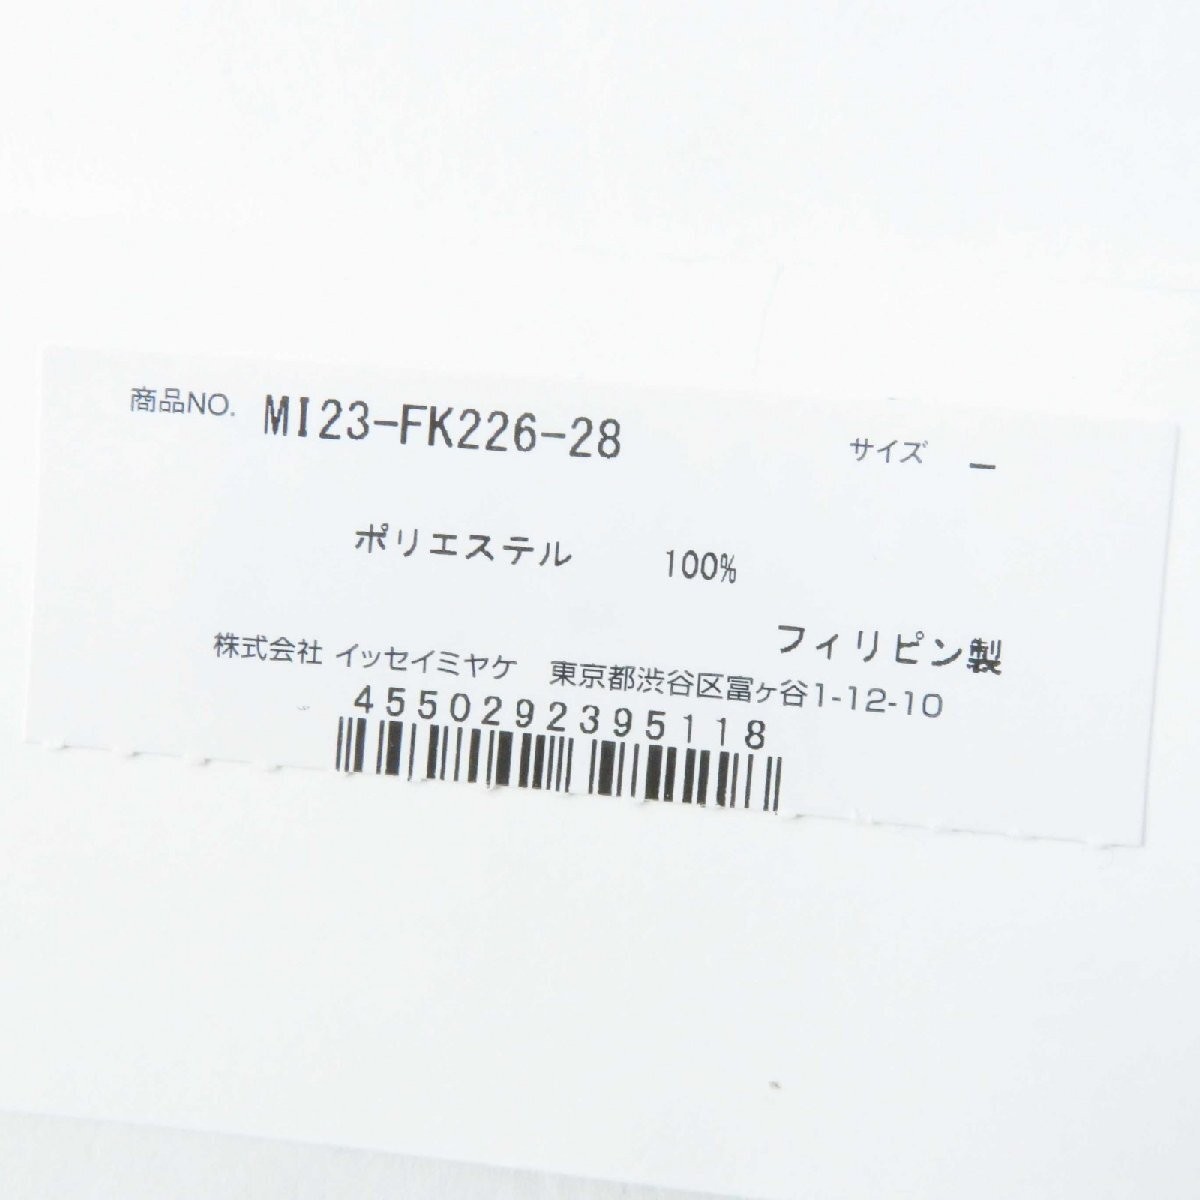 商品NO. MI23-FK226-28 サイズ −
ポリエステル 100%
フィリピン製
株式会社 イッセイミヤケ 東京都渋谷区富ヶ谷1-12-10
4550292395118